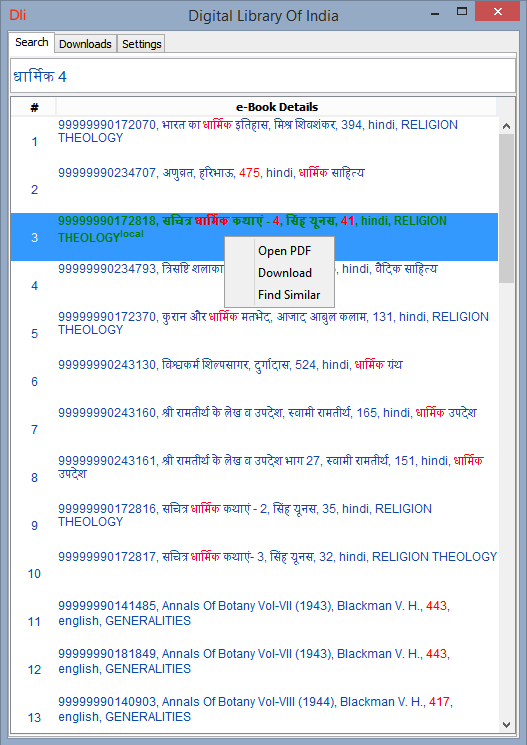 Dli Digital Library Of India
Search Downloads Settings
धार्मिक 4
# e-Book Details
1 99999990172070, भारत का धार्मिक इतिहास, मिश्र शिवशंकर, 394, hindi, RELIGION
THEOLOGY
2 99999990234707, अणुव्रत, हरिभाऊ, 475, hindi, धार्मिक साहित्य
3 99999990172818, सचित्र धार्मिक कथाएं - 4, सिंह यूनस, 41, hindi, RELIGION
THEOLOGYlocal
Open PDF
Download
Find Similar
4 99999990234793, त्रिसष्टि शलाका , hindi, वैदिक साहित्य
5 99999990172370, कुरान और धार्मिक मतभेद, आजाद आबुल कलाम, 131, hindi, RELIGION
THEOLOGY
6 99999990243130, विश्वकर्म शिल्पसागर, दुर्गादास, 524, hindi, धार्मिक ग्रंथ
7 99999990243160, श्री रामतीर्थ के लेख व उपदेश, स्वामी रामतीर्थ, 165, hindi, धार्मिक उपदेश
8 99999990243161, श्री रामतीर्थ के लेख व उपदेश भाग 27, स्वामी रामतीर्थ, 151, hindi, धार्मिक
उपदेश
9 99999990172816, सचित्र धार्मिक कथाएं - 2, सिंह यूनस, 35, hindi, RELIGION
THEOLOGY
10 99999990172817, सचित्र धार्मिक कथाएं- 3, सिंह यूनस, 32, hindi, RELIGION THEOLOGY
11 99999990141485, Annals Of Botany Vol-VII (1943), Blackman V. H., 443,
english, GENERALITIES
12 99999990181849, Annals Of Botany Vol-VII (1943), Blackman V. H., 443,
english, GENERALITIES
13 99999990140903, Annals Of Botany Vol-VIII (1944), Blackman V. H., 417,
english, GENERALITIES